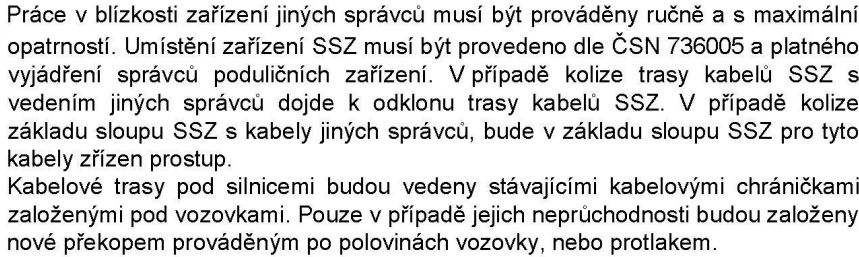 Práce v blízkosti zařízení jiných správců musí být prováděny ručně a s maximální
opatrností. Umístění zařízení SSZ musí být provedeno dle ČSN 736005 a platného
vyjádření správců poduličních zařízení. V případě kolize trasy kabelů SSZ s
vedením jiných správců dojde k odklonu trasy kabelů SSZ. V případě kolize
základu sloupu SSZ s kabely jiných správců, bude v základu sloupu SSZ pro tyto
kabely zřízen prostup.
Kabelové trasy pod silnicemi budou vedeny stávajícími kabelovými chráničkami
založenými pod vozovkami. Pouze v případě jejich neprůchodnosti budou založeny
nové překopem prováděným po polovinách vozovky, nebo protlakem.